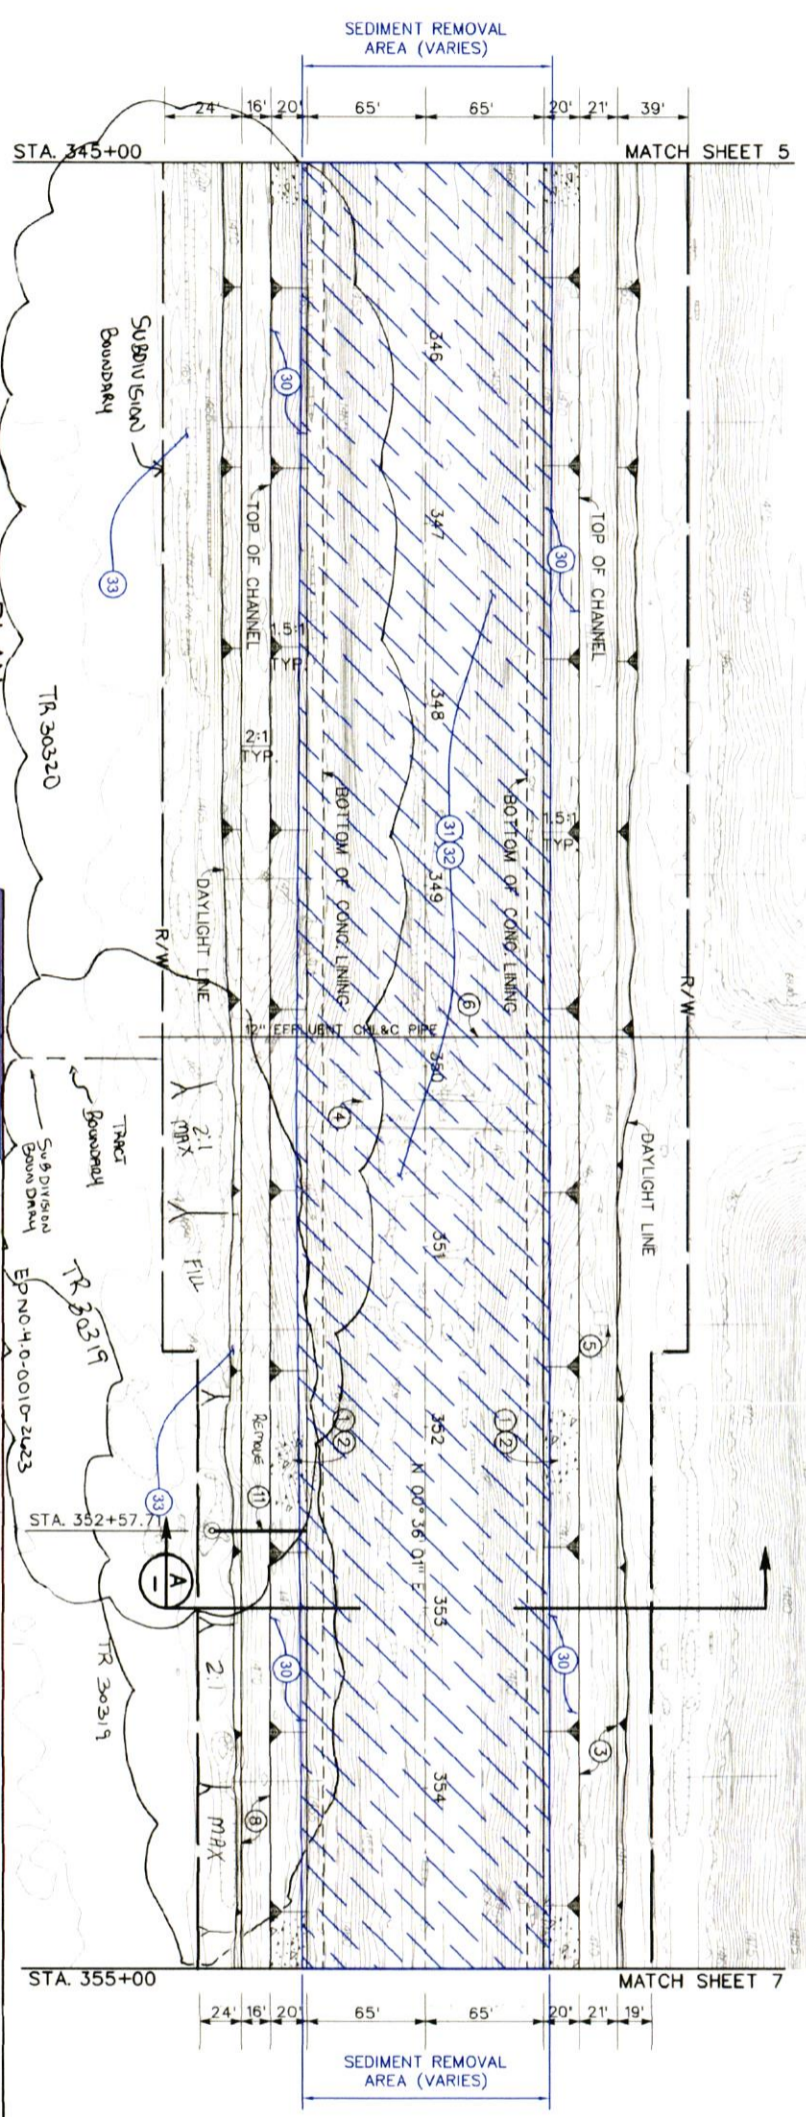 SEDIMENT REMOVAL
AREA (VARIES)
24' 16' 20' 65' 65' 20' 21' 39'
STA. 345+00
MATCH SHEET 5
346
30
SUBDIVISION
BOUNDARY
33
TOP OF CHANNEL
347
30
TOP OF CHANNEL
1.5:1
TYP.
TR 30320
348
2:1
TYP.
BOTTOM OF CONC. LINING
31 32
BOTTOM OF CONC. LINING
1.5:1
TYP.
349
DAYLIGHT LINE
R/W
R/W
6
12" EFFLUENT CML&C PIPE
350
4
2:1
MAX
TRACT
BOUNDARY
SUBDIVISION
BOUNDARY
DAYLIGHT LINE
351
FILL
TR 30319
EPNO.4.0-0010-2623
5
1 2
352
1 2
REMOVE 11
N 00° 36' 01" E
33
STA. 352+57.71
A
-
353
30
30
2:1
TR 30319
3
354
8
MAX
STA. 355+00
MATCH SHEET 7
24' 16' 20' 65' 65' 20' 21' 19'
SEDIMENT REMOVAL
AREA (VARIES)